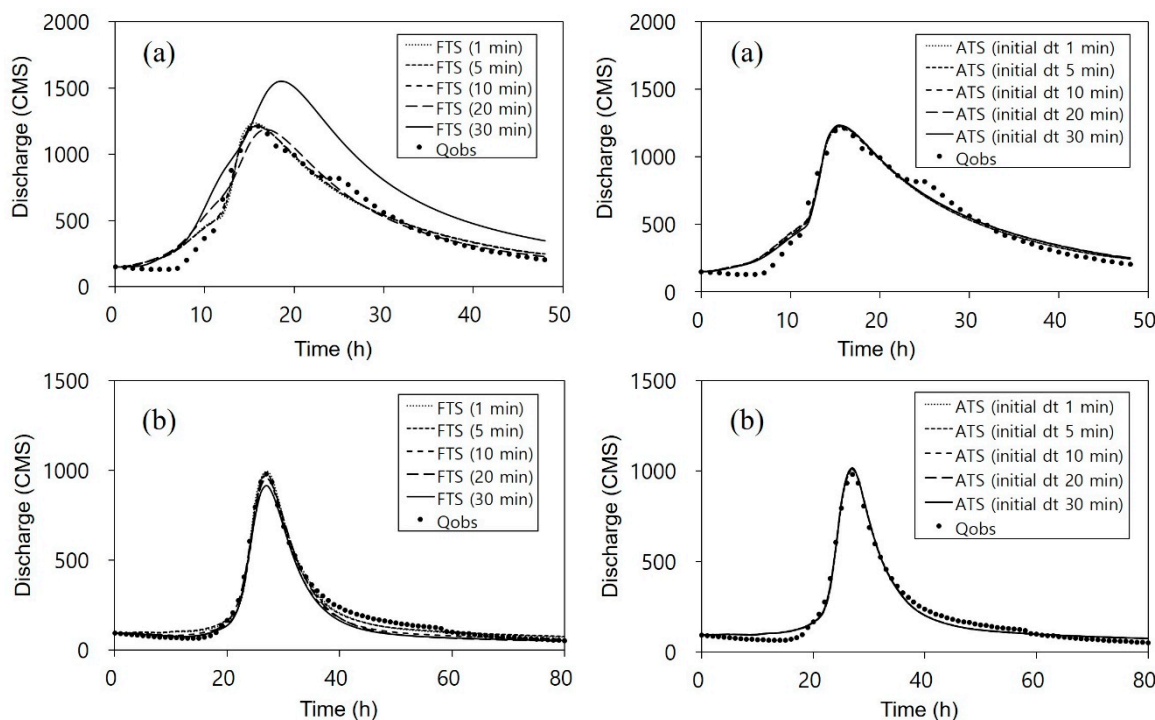 2000
1500
1000
500
0
Discharge (CMS)
(a)
FTS (1 min)
FTS (5 min)
FTS (10 min)
FTS (20 min)
FTS (30 min)
Qobs
0 10 20 30 40 50
Time (h)
2000
1500
1000
500
0
Discharge (CMS)
(a)
ATS (initial dt 1 min)
ATS (initial dt 5 min)
ATS (initial dt 10 min)
ATS (initial dt 20 min)
ATS (initial dt 30 min)
Qobs
0 10 20 30 40 50
Time (h)
1500
1000
500
0
Discharge (CMS)
(b)
FTS (1 min)
FTS (5 min)
FTS (10 min)
FTS (20 min)
FTS (30 min)
Qobs
0 20 40 60 80
Time (h)
1500
1000
500
0
Discharge (CMS)
(b)
ATS (initial dt 1 min)
ATS (initial dt 5 min)
ATS (initial dt 10 min)
ATS (initial dt 20 min)
ATS (initial dt 30 min)
Qobs
0 20 40 60 80
Time (h)